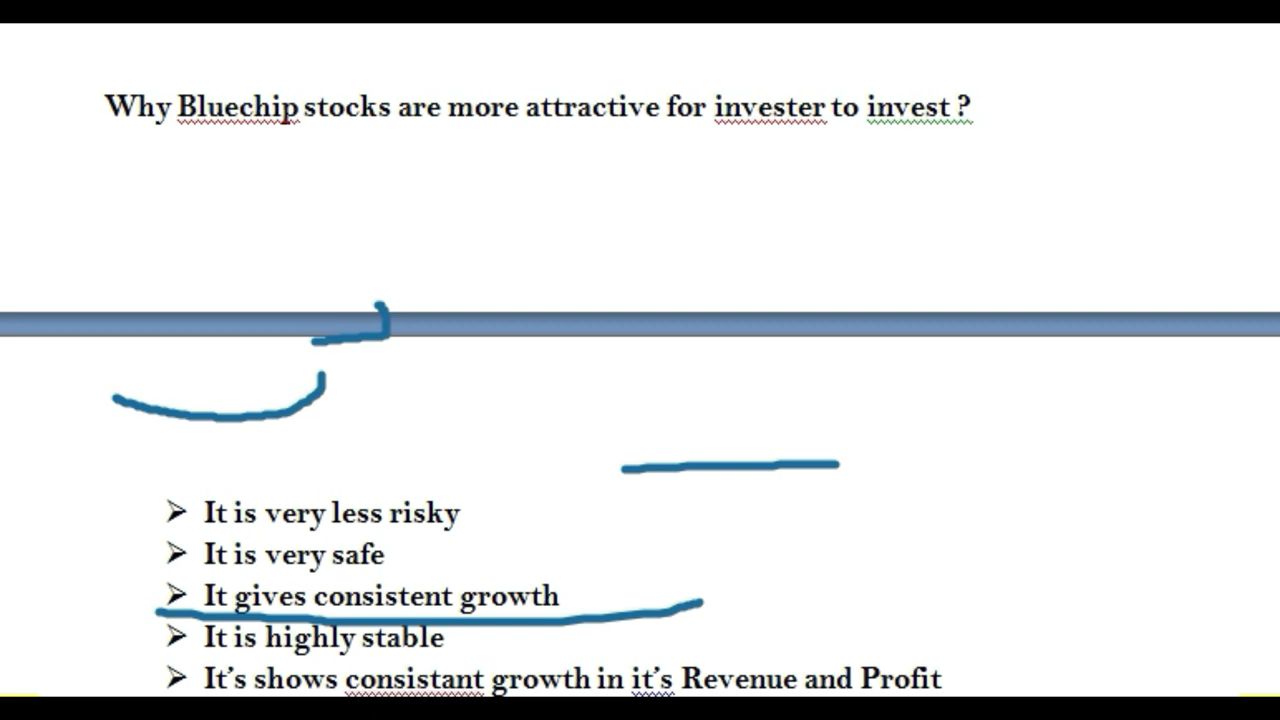 Why Bluechip stocks are more attractive for invester to invest ?
➢ It is very less risky
➢ It is very safe
➢ It gives consistent growth
➢ It is highly stable
➢ It’s shows consistant growth in it’s Revenue and Profit